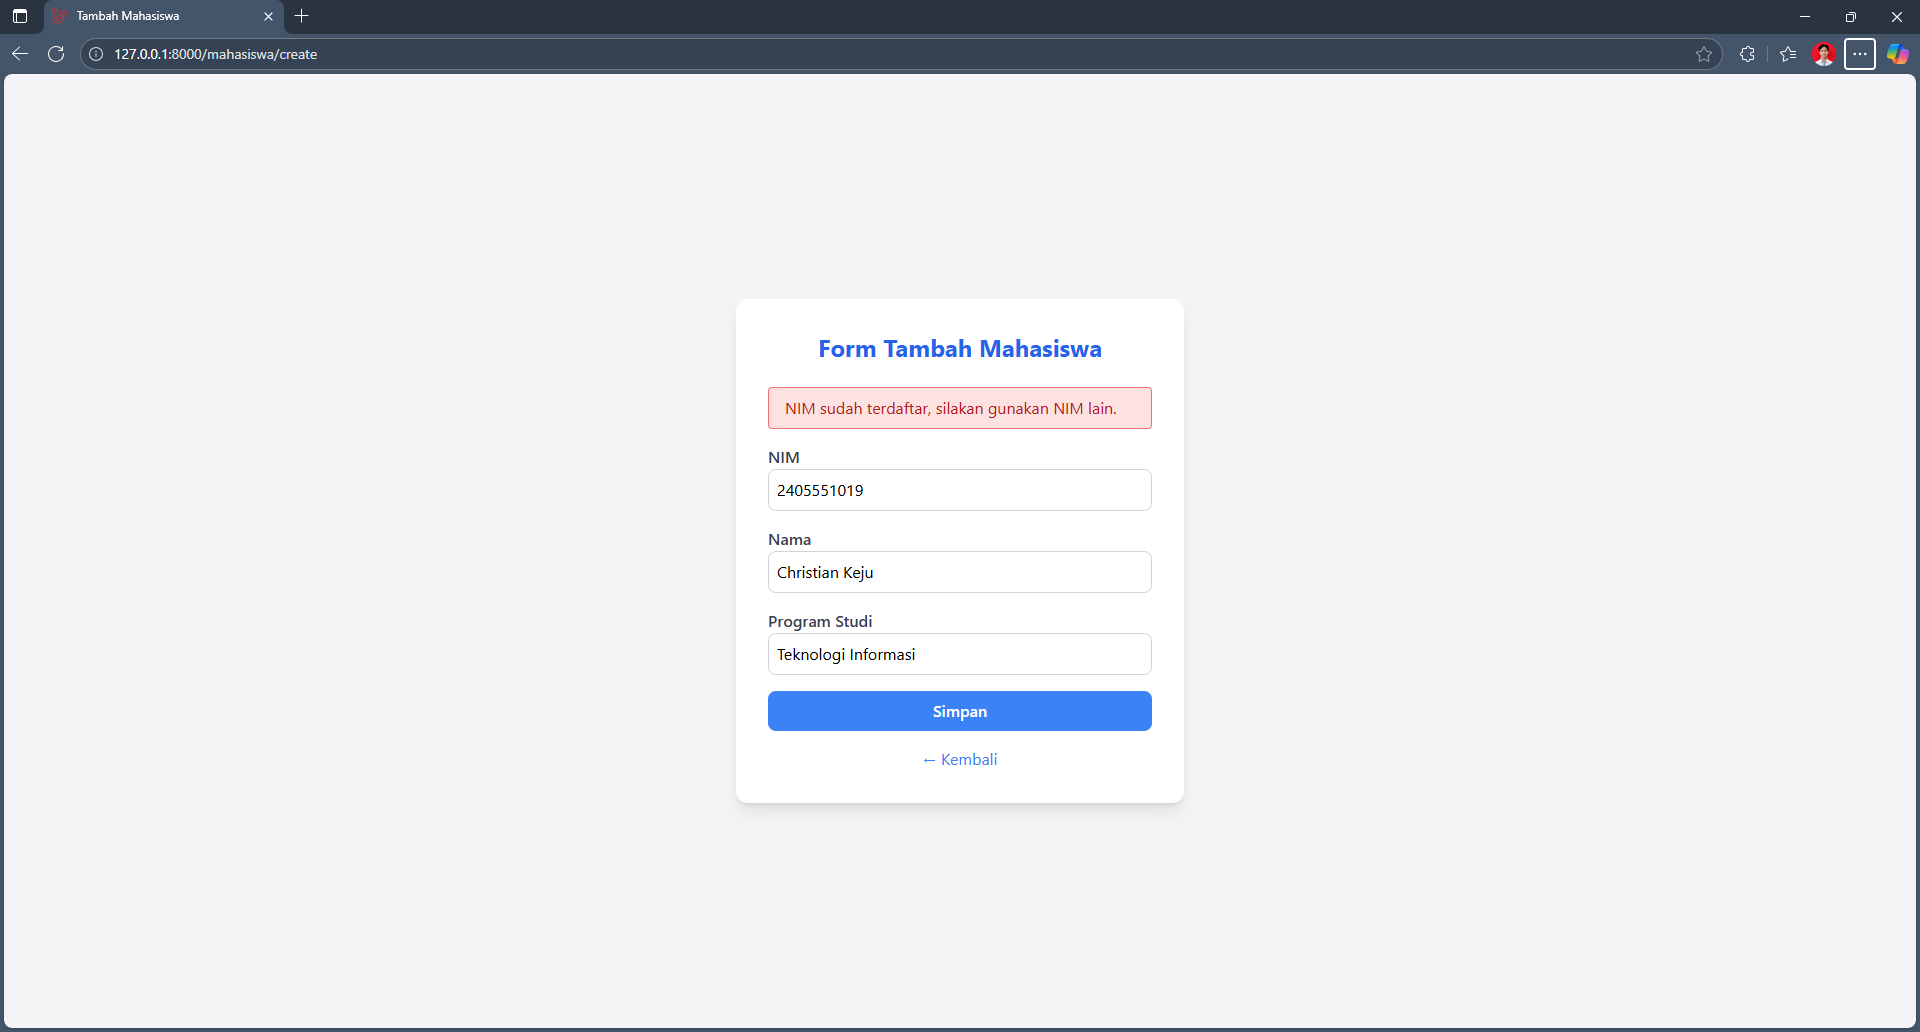 Tambah Mahasiswa
127.0.0.1:8000/mahasiswa/create
Form Tambah Mahasiswa
NIM sudah terdaftar, silakan gunakan NIM lain.
NIM
2405551019
Nama
Christian Keju
Program Studi
Teknologi Informasi
Simpan
← Kembali